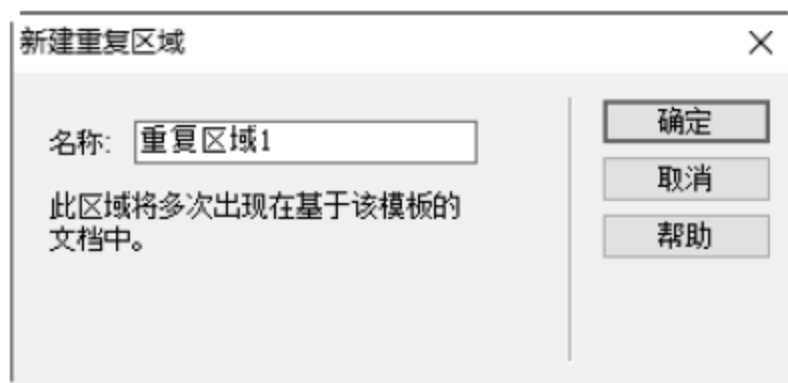 新建重复区域
名称: 重复区域1
此区域将多次出现在基于该模板的
文档中。
确定
取消
帮助